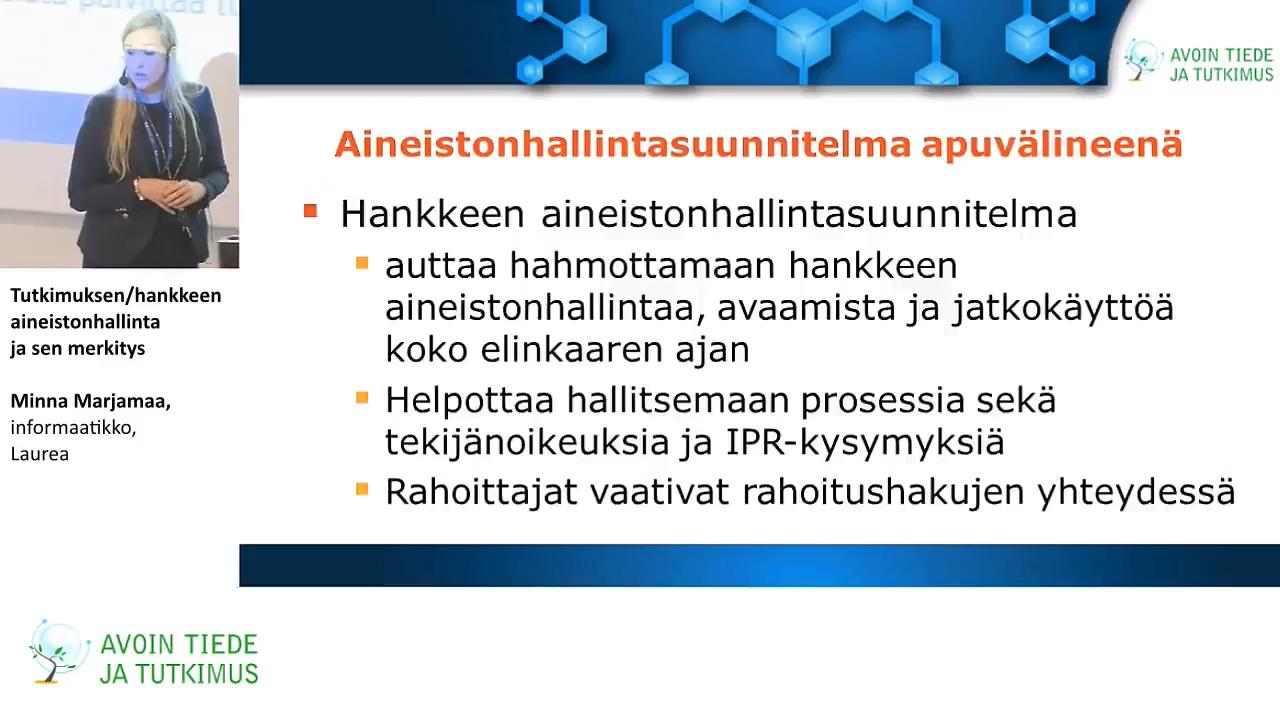 AVOIN TIEDE
JA TUTKIMUS
Aineistonhallintasuunnitelma apuvälineenä
Hankkeen aineistonhallintasuunnitelma
auttaa hahmottamaan hankkeen
aineistonhallintaa, avaamista ja jatkokäyttöä
koko elinkaaren ajan
Helpottaa hallitsemaan prosessia sekä
tekijänoikeuksia ja IPR-kysymyksiä
Rahoittajat vaativat rahoitushakujen yhteydessä
Tutkimuksen/hankkeen
aineistonhallinta
ja sen merkitys
Minna Marjamaa,
informaatikko,
Laurea
AVOIN TIEDE
JA TUTKIMUS